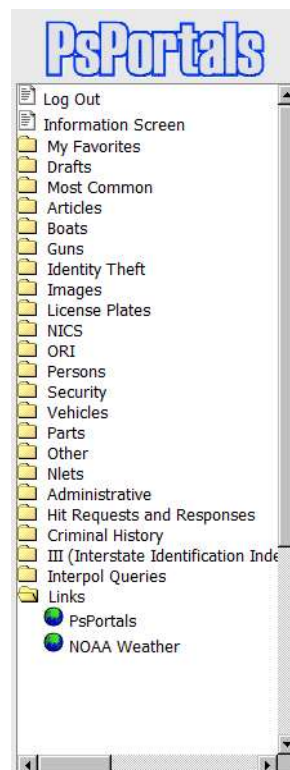 PsPortals
Log Out
Information Screen
My Favorites
Drafts
Most Common
Articles
Boats
Guns
Identity Theft
Images
License Plates
NICS
ORI
Persons
Security
Vehicles
Parts
Other
Nlets
Administrative
Hit Requests and Responses
Criminal History
III (Interstate Identification Inde
Interpol Queries
Links
PsPortals
NOAA Weather